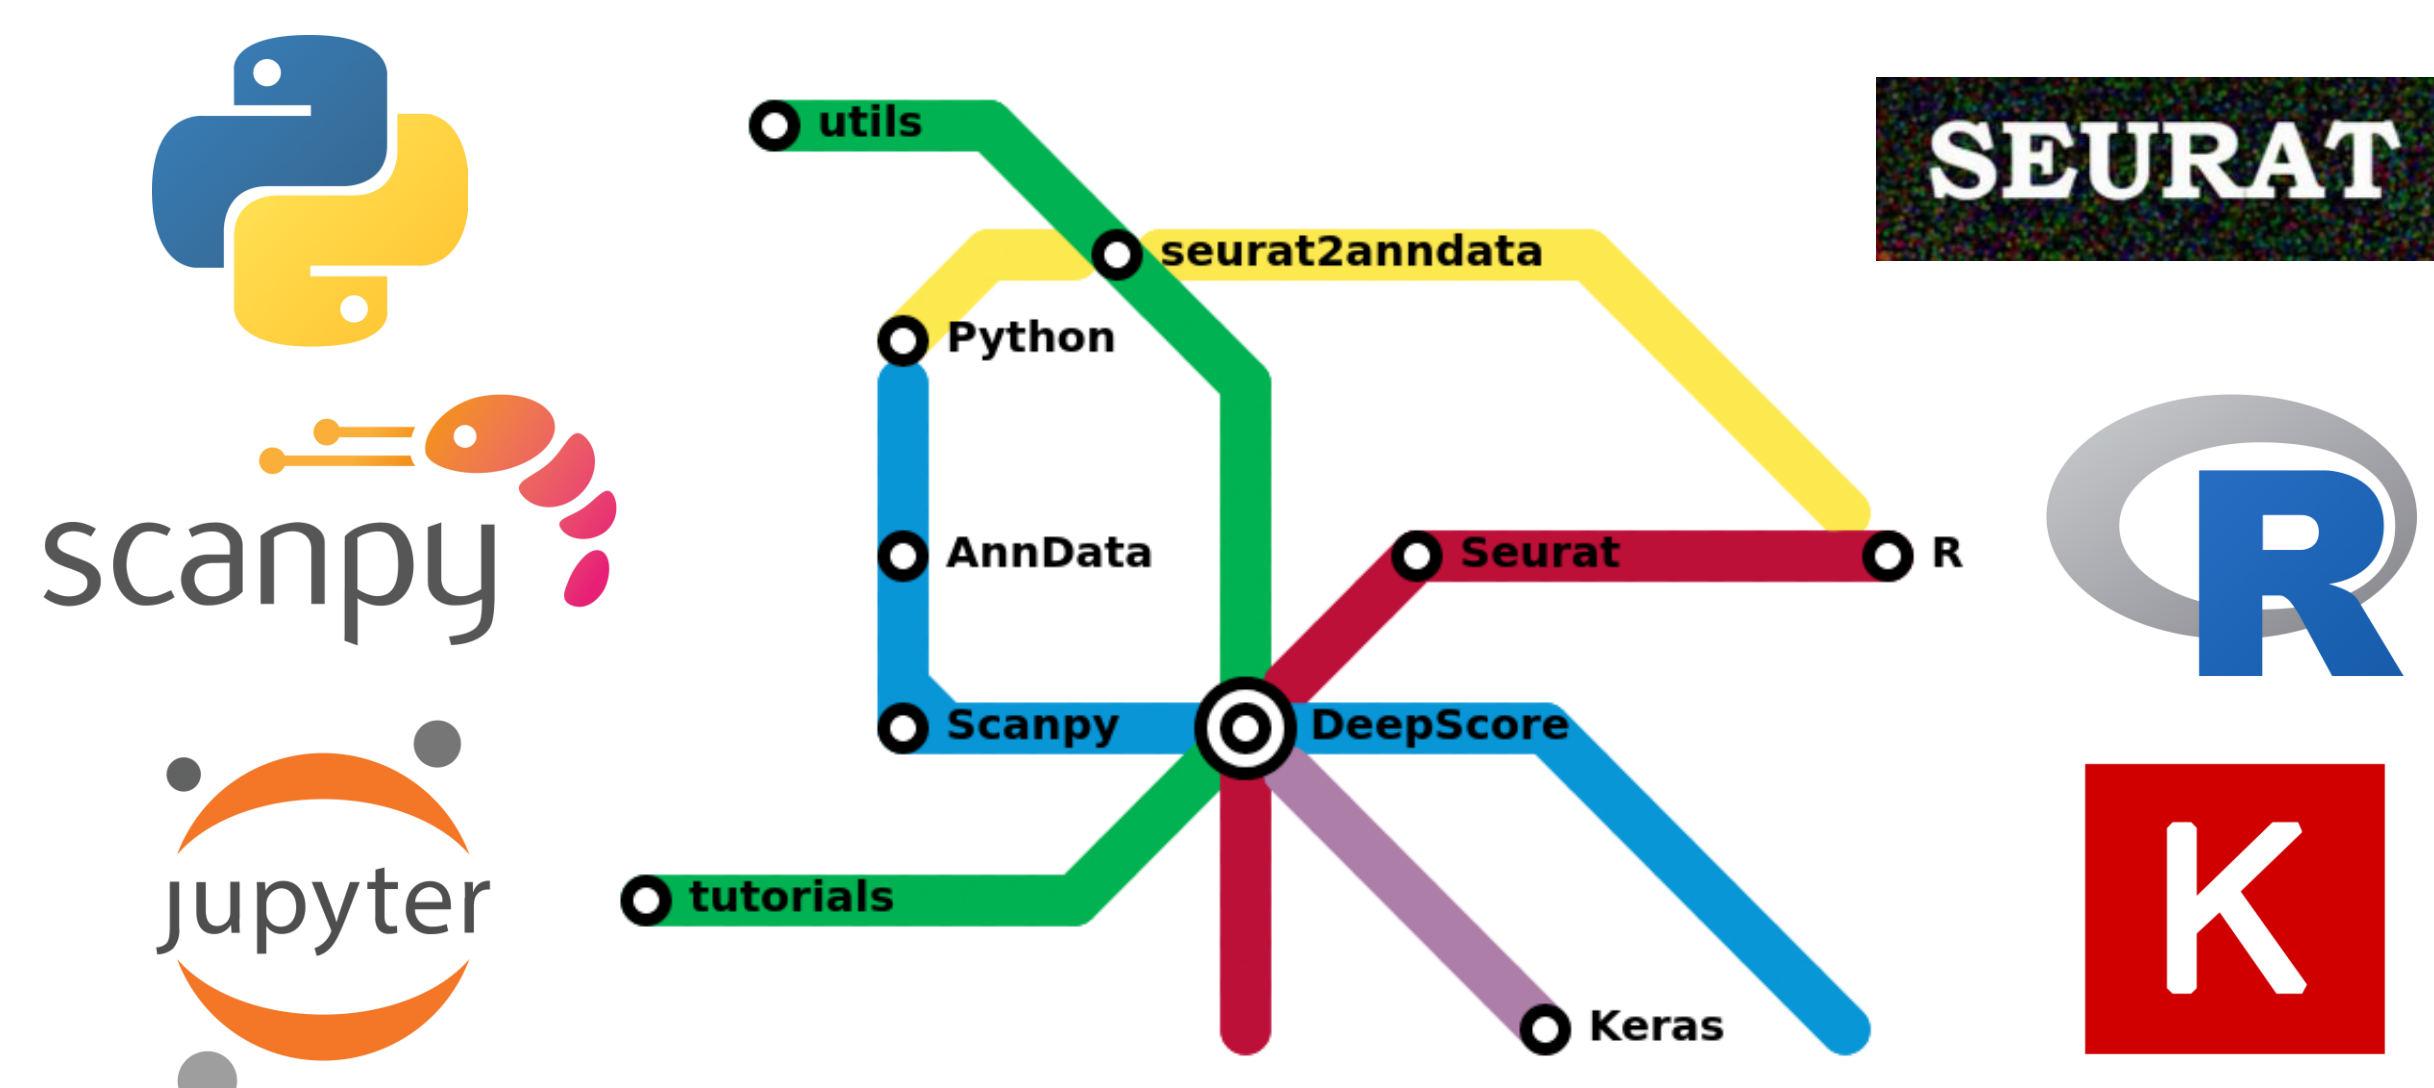 utils
SEURAT
seurat2anndata
Python
scanpy
AnnData
Seurat
R
R
Scanpy
DeepScore
jupyter
tutorials
K
Keras